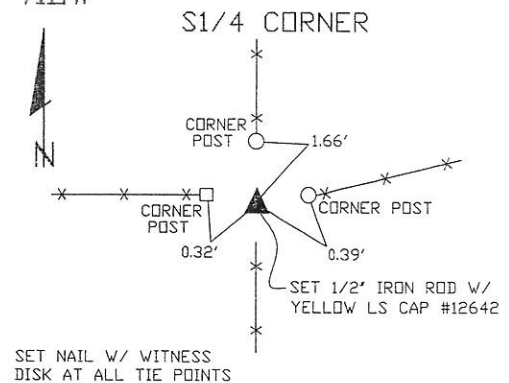 S1/4 CORNER
N
CORNER
POST
1.66'
CORNER
POST
CORNER POST
0.32'
0.39'
SET 1/2" IRON ROD W/
YELLOW LS CAP #12642
SET NAIL W/ WITNESS
DISK AT ALL TIE POINTS